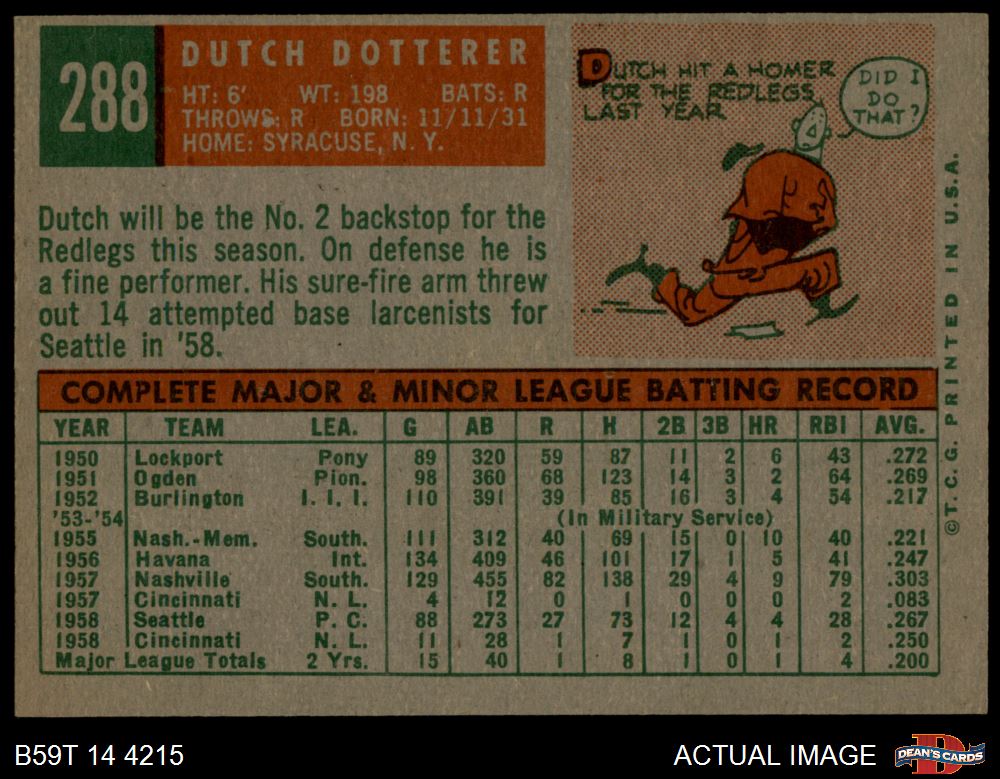 288
DUTCH DOTTERER
HT: 6' WT: 198 BATS: R
THROWS: R BORN: 11/11/31
HOME: SYRACUSE, N. Y.
DUTCH HIT A HOMER
FOR THE REDLEGS
LAST YEAR
DID I
DO
THAT?
Dutch will be the No. 2 backstop for the
Redlegs this season. On defense he is
a fine performer. His sure-fire arm threw
out 14 attempted base larcenists for
Seattle in '58.
COMPLETE MAJOR & MINOR LEAGUE BATTING RECORD
YEAR TEAM LEA. G AB R H 2B 3B HR RBI AVG.
1950 Lockport Pony 89 320 59 87 11 2 6 43 .272
1951 Ogden Pion. 98 360 68 123 14 3 2 64 .269
1952 Burlington I. I. I. 110 391 39 85 16 3 4 54 .217
'53-'54 (In Military Service)
1955 Nash.-Mem. South. 111 312 40 69 15 0 10 40 .221
1956 Havana Int. 134 409 46 101 17 1 5 41 .247
1957 Nashville South. 129 455 82 138 29 4 9 79 .303
1957 Cincinnati N. L. 4 12 0 1 0 0 0 2 .083
1958 Seattle P. C. 88 273 27 73 12 4 4 28 .267
1958 Cincinnati N. L. 11 28 1 7 1 0 1 2 .250
Major League Totals 2 Yrs. 15 40 1 8 1 0 1 4 .200
©T.C.G. PRINTED IN U.S.A.
B59T 14 4215
ACTUAL IMAGE
D
DEAN'S CARDS